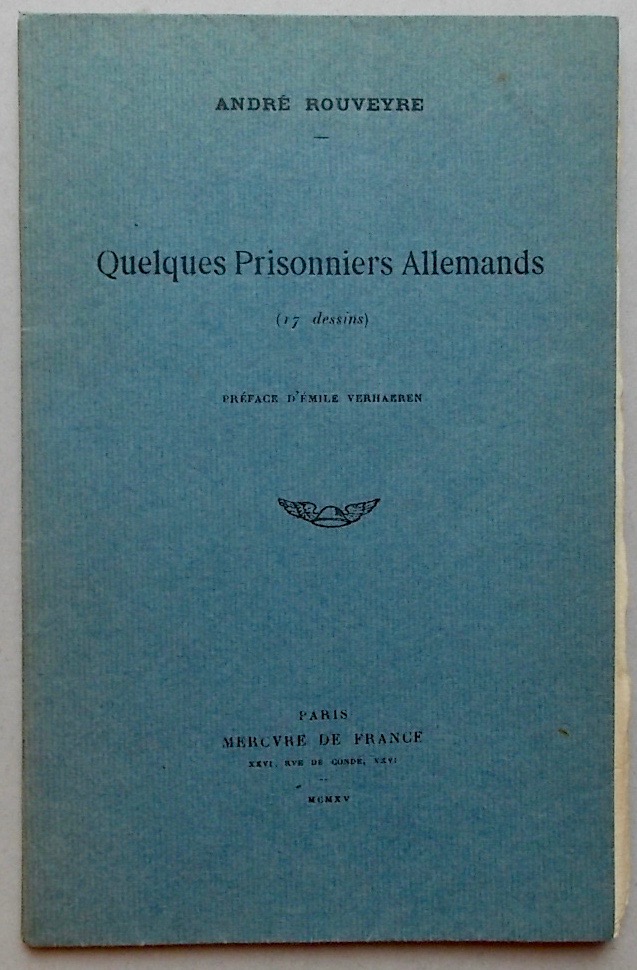 ANDRÉ ROUVEYRE
Quelques Prisonniers Allemands
(17 dessins)
PRÉFACE D'ÉMILE VERHAEREN
PARIS
MERCVRE DE FRANCE
XXVI, RVE DE CONDÉ, XXVI
MCMXV